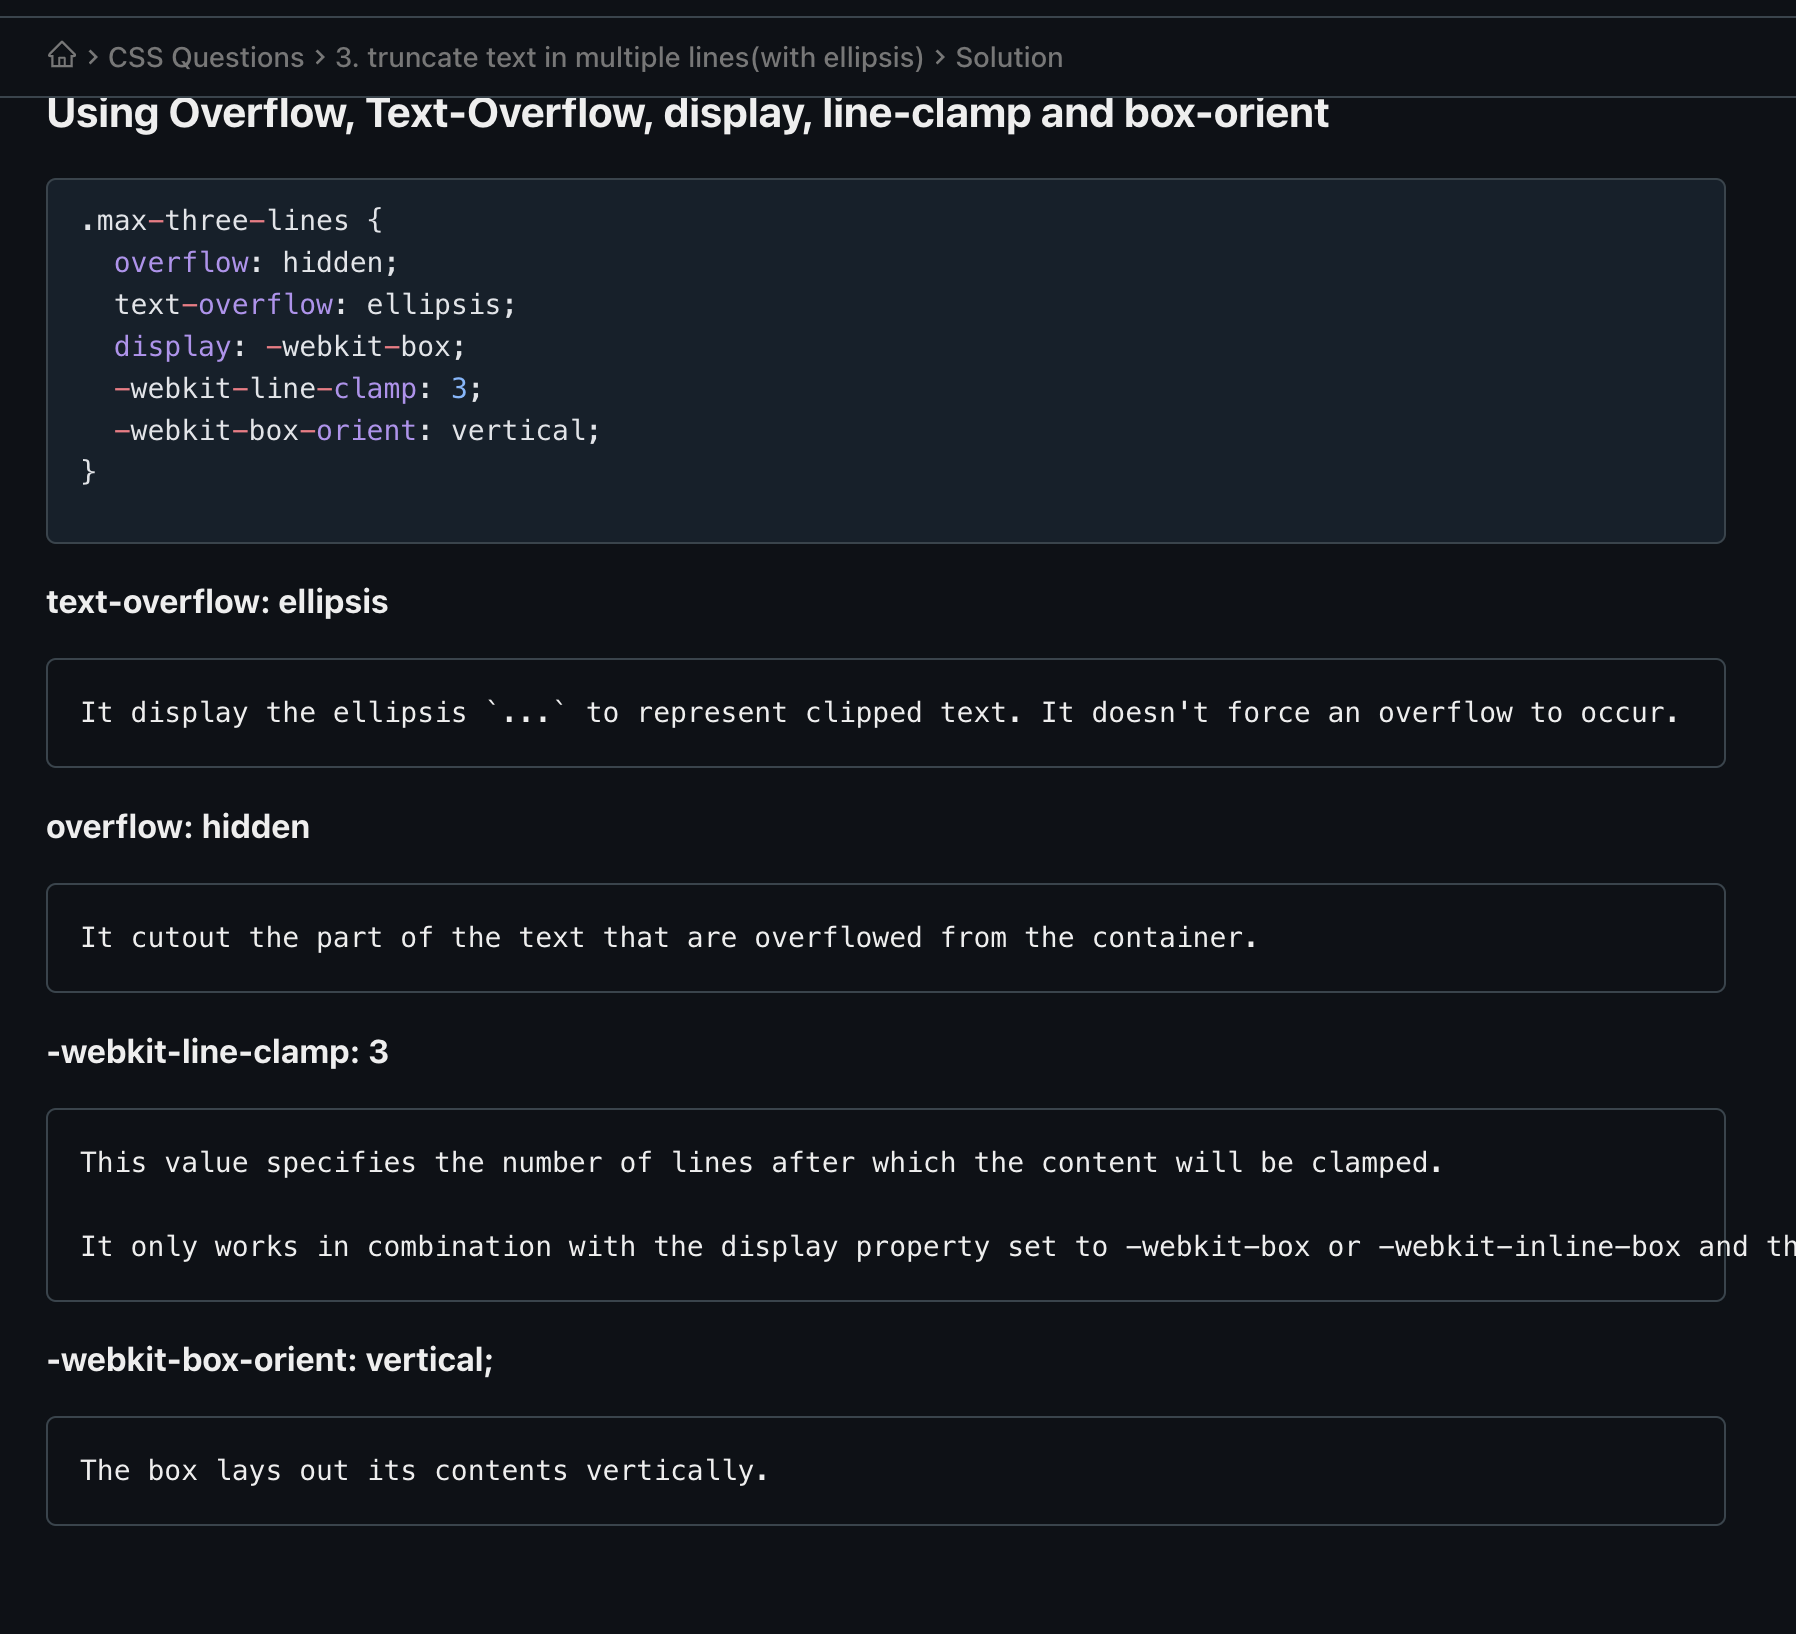 CSS Questions > 3. truncate text in multiple lines(with ellipsis) > Solution
Using Overflow, Text-Overflow, display, line-clamp and box-orient
.max-three-lines {
  overflow: hidden;
  text-overflow: ellipsis;
  display: -webkit-box;
  -webkit-line-clamp: 3;
  -webkit-box-orient: vertical;
}
text-overflow: ellipsis
It display the ellipsis `...` to represent clipped text. It doesn't force an overflow to occur.
overflow: hidden
It cutout the part of the text that are overflowed from the container.
-webkit-line-clamp: 3
This value specifies the number of lines after which the content will be clamped.
It only works in combination with the display property set to -webkit-box or -webkit-inline-box and
-webkit-box-orient: vertical;
The box lays out its contents vertically.